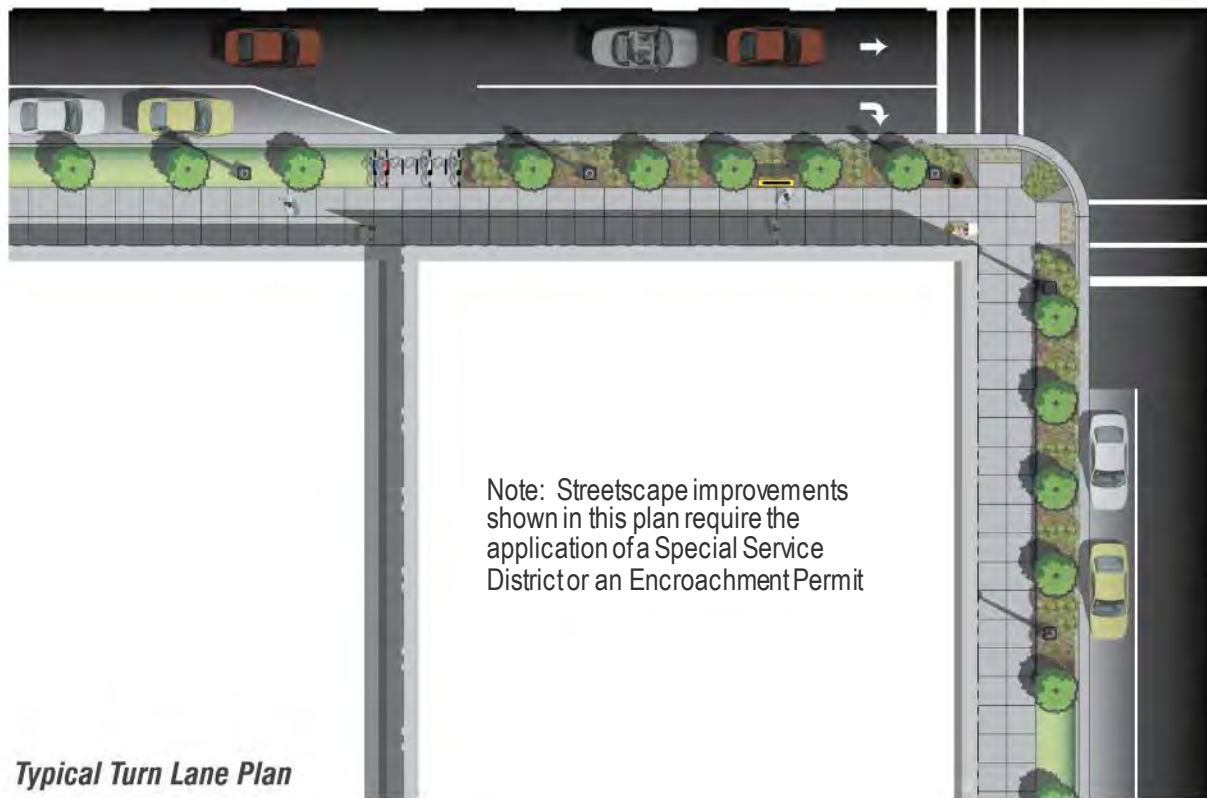 Note: Streetscape improvements
shown in this plan require the
application of a Special Service
District or an Encroachment Permit
Typical Turn Lane Plan